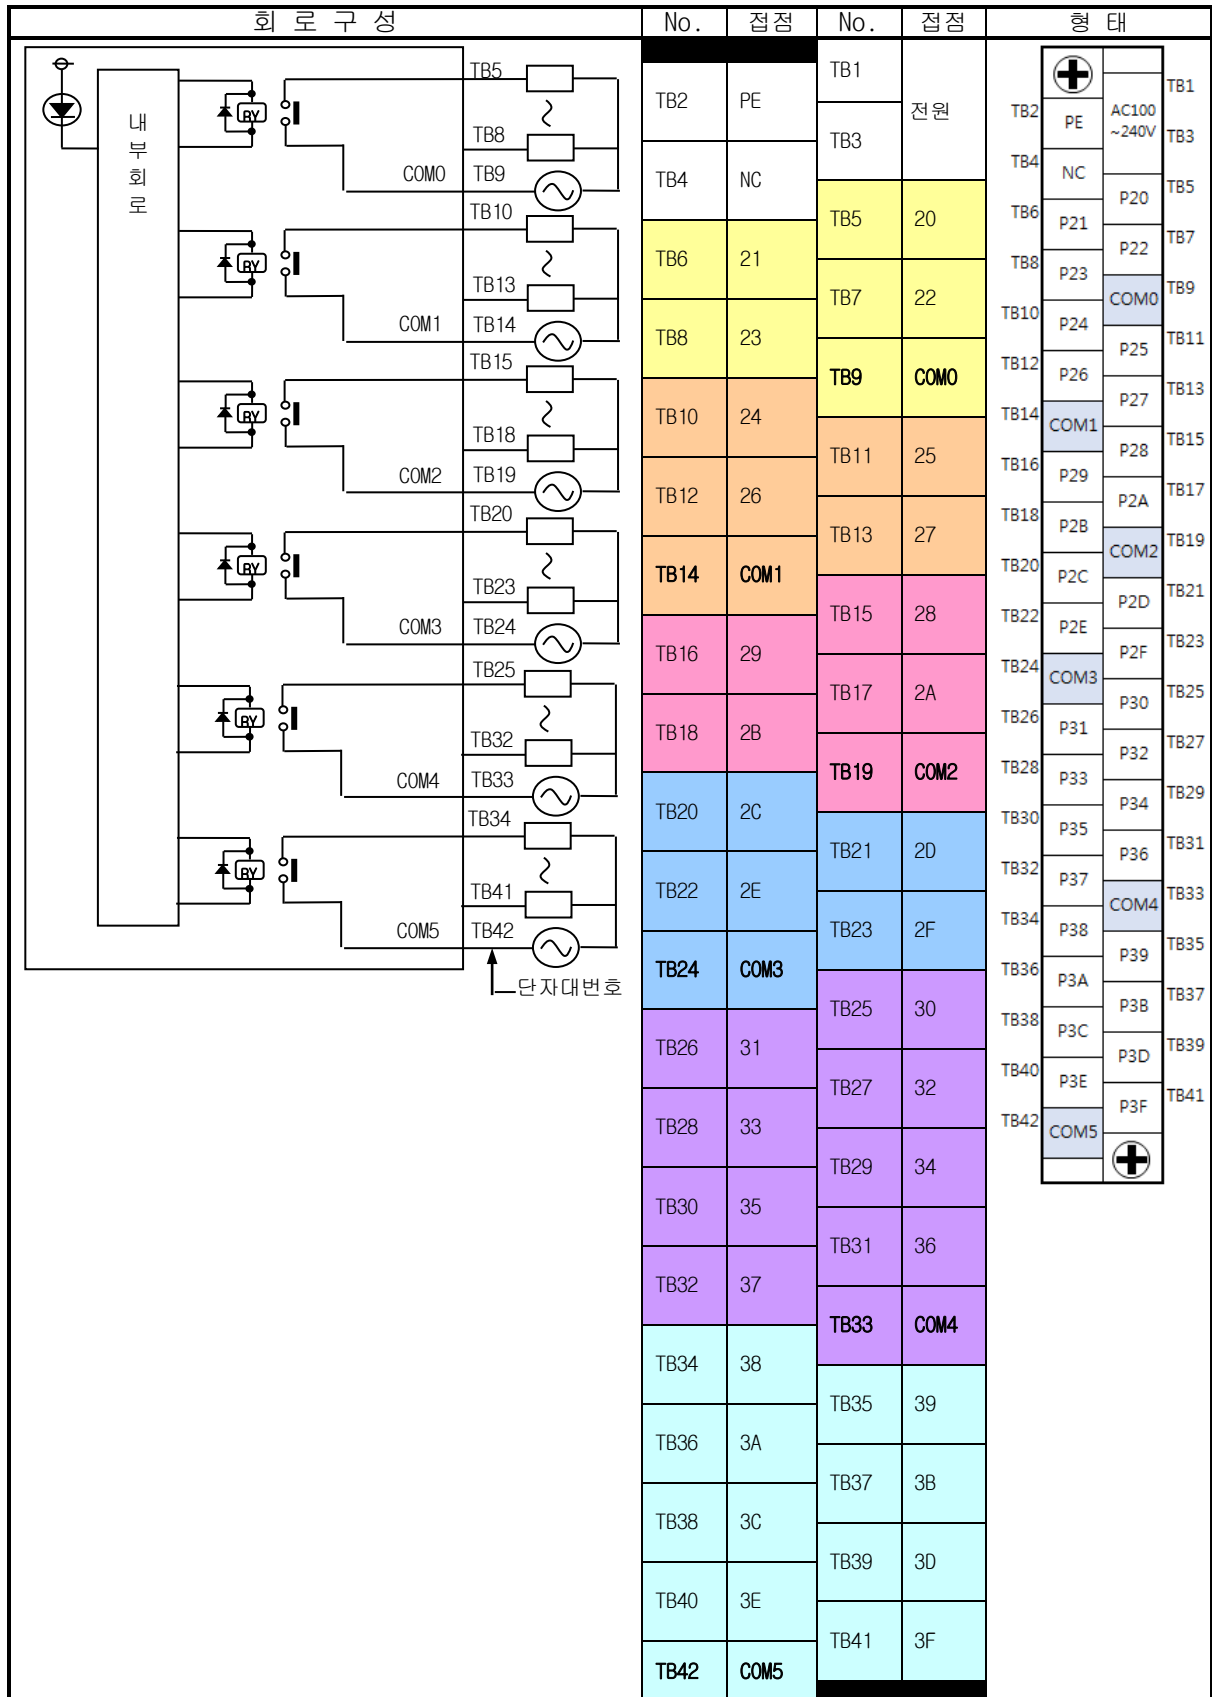 회 로 구 성
No.
접점
No.
접점
형 태
내
부
회
로
RY
TB5
TB8
COM0
TB9
RY
TB10
TB13
COM1
TB14
RY
TB15
TB18
COM2
TB19
RY
TB20
TB23
COM3
TB24
RY
TB25
TB32
COM4
TB33
RY
TB34
TB41
COM5
TB42
단자대번호
TB2 PE
TB4 NC
TB6 21
TB8 23
TB10 24
TB12 26
TB14 COM1
TB16 29
TB18 2B
TB20 2C
TB22 2E
TB24 COM3
TB26 31
TB28 33
TB30 35
TB32 37
TB34 38
TB36 3A
TB38 3C
TB40 3E
TB42 COM5
TB1
전원
TB3
TB5 20
TB7 22
TB9 COM0
TB11 25
TB13 27
TB15 28
TB17 2A
TB19 COM2
TB21 2D
TB23 2F
TB25 30
TB27 32
TB29 34
TB31 36
TB33 COM4
TB35 39
TB37 3B
TB39 3D
TB41 3F
TB2 PE
TB4 NC
TB6 P21
TB8 P23
TB10 P24
TB12 P26
TB14 COM1
TB16 P29
TB18 P2B
TB20 P2C
TB22 P2E
TB24 COM3
TB26 P31
TB28 P33
TB30 P35
TB32 P37
TB34 P38
TB36 P3A
TB38 P3C
TB40 P3E
TB42 COM5
TB1
AC100
~240V
TB3
P20 TB5
P22 TB7
COM0 TB9
P25 TB11
P27 TB13
P28 TB15
P2A TB17
COM2 TB19
P2D TB21
P2F TB23
P30 TB25
P32 TB27
P34 TB29
P36 TB31
COM4 TB33
P39 TB35
P3B TB37
P3D TB39
P3F TB41